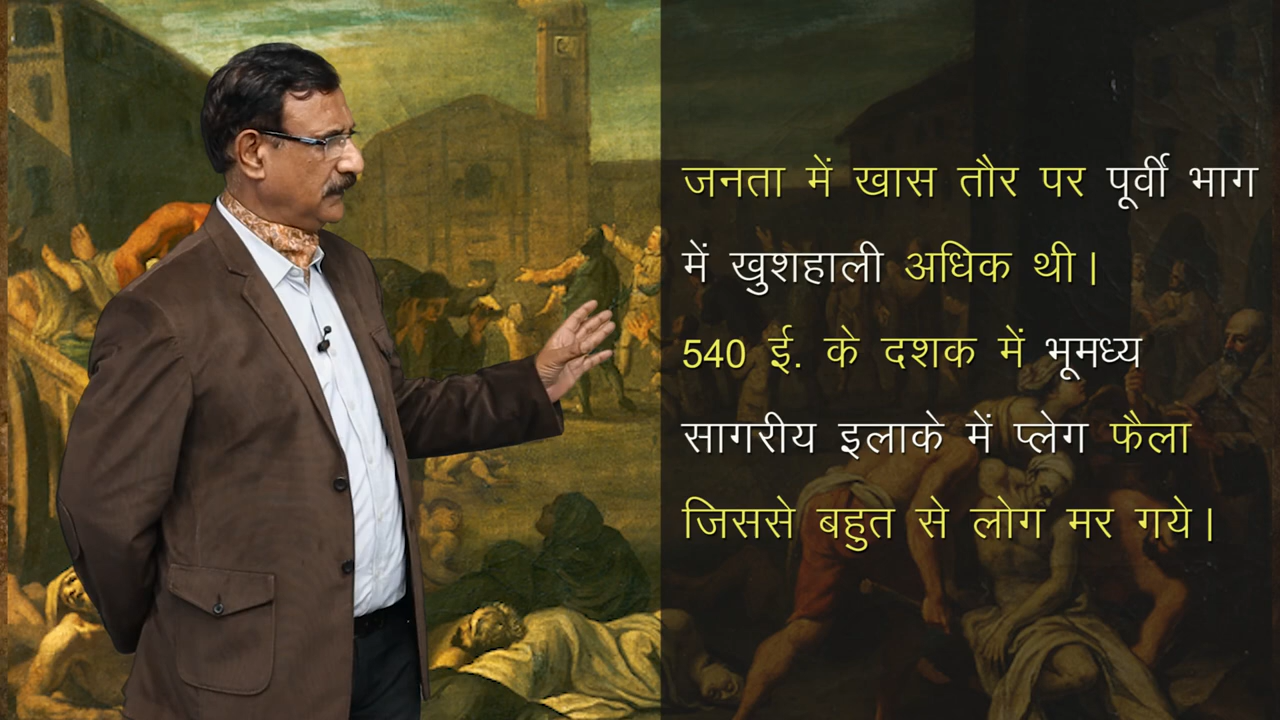 जनता में खास तौर पर पूर्वी भाग
में खुशहाली अधिक थी।
540 ई. के दशक में भूमध्य
सागरीय इलाके में प्लेग फैला
जिससे बहुत से लोग मर गये।